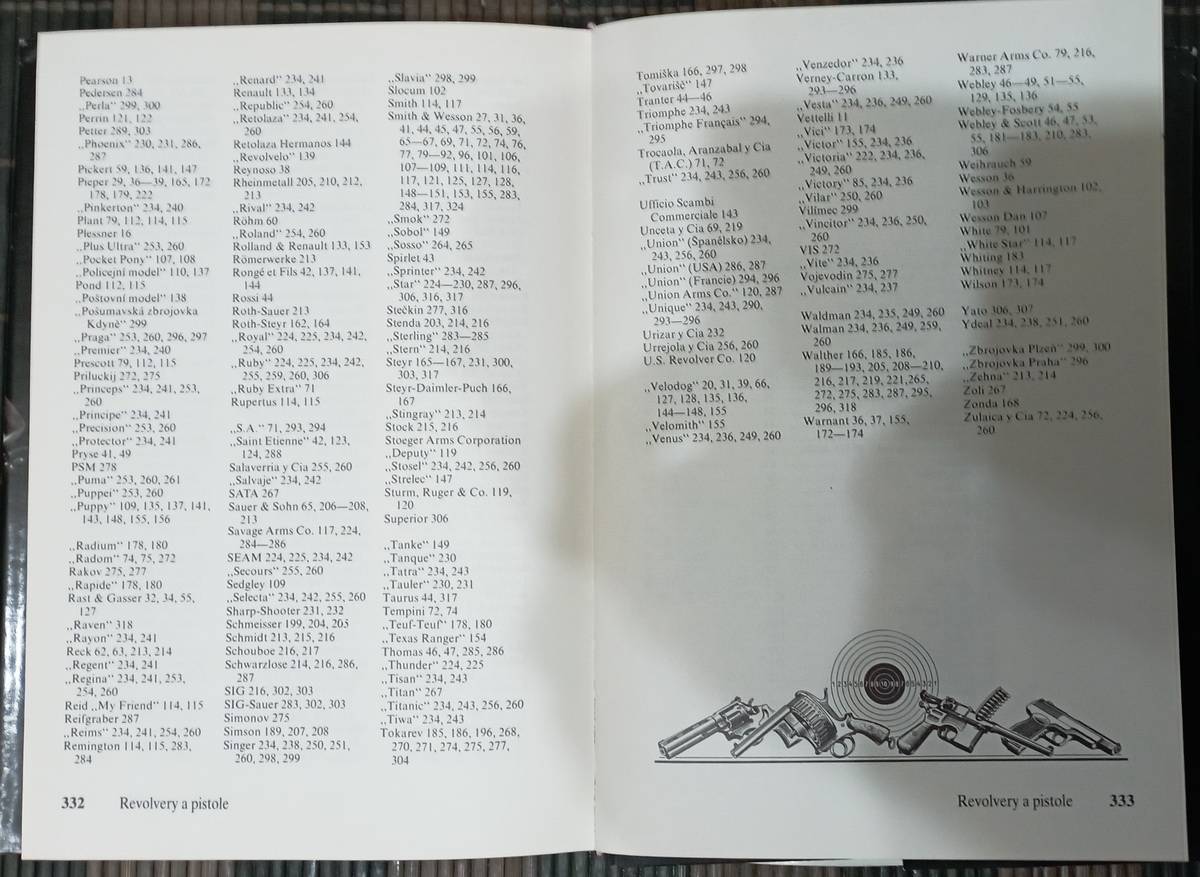 Pearson 13
Pedersen 284
„Perla“ 299, 300
Perrin 121, 122
Petter 289, 303
„Phoenix“ 230, 231, 286,
287
Pickert 59, 136, 141, 147
Pieper 29, 36—39, 165, 172
178, 179, 222
„Pinkerton“ 234, 240
Plant 79, 112, 114, 115
Plessner 16
„Plus Ultra“ 253, 260
„Pocket Pony“ 107, 108
„Policejní model“ 110, 137
Pond 112, 115
„Poštovní model“ 138
„Pošumavská zbrojovka
Kdyně“ 299
„Praga“ 253, 260, 296, 297
„Premier“ 234, 240
Prescott 79, 112, 115
Priluckij 272, 275
„Princeps“ 234, 241, 253,
260
„Principe“ 234, 241
„Precision“ 253, 260
„Protector“ 234, 241
Pryse 41, 49
PSM 278
„Puma“ 253, 260, 261
„Puppei“ 253, 260
„Puppy“ 109, 135, 137, 141,
143, 148, 155, 156
„Radium“ 178, 180
„Radom“ 74, 75, 272
Rakov 275, 277
„Rapide“ 178, 180
Rast & Gasser 32, 34, 55,
127
„Raven“ 318
„Rayon“ 234, 241
Reck 62, 63, 213, 214
„Regent“ 234, 241
„Regina“ 234, 241, 253,
254, 260
Reid „My Friend“ 114, 115
Reifgraber 287
„Reims“ 234, 241, 254, 260
Remington 114, 115, 283,
284
„Renard“ 234, 241
Renault 133, 134
„Republic“ 254, 260
„Retolaza“ 234, 241, 254,
260
Retolaza Hermanos 144
„Revolvelo“ 139
Reynoso 38
Rheinmetall 205, 210, 212,
213
„Rival“ 234, 242
Röhm 60
„Roland“ 254, 260
Rolland & Renault 133, 153
Römerwerke 213
Rongé et Fils 42, 137, 141,
144
Rossi 44
Roth-Sauer 213
Roth-Steyr 162, 164
„Royal“ 224, 225, 234, 242,
254, 260
„Ruby“ 224, 225, 234, 242,
255, 259, 260, 306
„Ruby Extra“ 71
Rupertus 114, 115
„S.A.“ 71, 293, 294
„Saint Etienne“ 42, 123,
124, 288
Salaverria y Cia 255, 260
„Salvaje“ 234, 242
SATA 267
Sauer & Sohn 65, 206—208,
213
Savage Arms Co. 117, 224,
284—286
SEAM 224, 225, 234, 242
„Secours“ 255, 260
Sedgley 109
„Selecta“ 234, 242, 255, 260
Sharp-Shooter 231, 232
Schmeisser 199, 204, 205
Schmidt 213, 215, 216
Schouboe 216, 217
Schwarzlose 214, 216, 286,
287
SIG 216, 302, 303
SIG-Sauer 283, 302, 303
Simonov 275
Simson 189, 207, 208
Singer 234, 238, 250, 251,
260, 298, 299
„Slavia“ 298, 299
Slocum 102
Smith 114, 117
Smith & Wesson 27, 31, 36,
41, 44, 45, 47, 55, 56, 59,
65—67, 69, 71, 72, 74, 76,
77, 79—92, 96, 101, 106,
107—109, 111, 114, 116,
117, 121, 125, 127, 128,
148—151, 153, 155, 283,
284, 317, 324
„Smok“ 272
„Sobol“ 149
„Sosso“ 264, 265
Spirlet 43
„Sprinter“ 234, 242
„Star“ 224—230, 287, 296,
306, 316, 317
Stečkin 277, 316
Stenda 203, 214, 216
„Sterling“ 283—285
„Stern“ 214, 216
Steyr 165—167, 231, 300,
303, 317
Steyr-Daimler-Puch 166,
167
„Stingray“ 213, 214
Stock 215, 216
Stoeger Arms Corporation
„Deputy“ 119
„Stosel“ 234, 242, 256, 260
„Strelec“ 147
Sturm, Ruger & Co. 119,
120
Superior 306
„Tanke“ 149
„Tanque“ 230
„Tatra“ 234, 243
„Tauler“ 230, 231
Taurus 44, 317
Tempini 72, 74
„Teuf-Teuf“ 178, 180
„Texas Ranger“ 154
Thomas 46, 47, 285, 286
„Thunder“ 224, 225
„Tisan“ 234, 243
„Titan“ 267
„Titanic“ 234, 243, 256, 260
„Tiwa“ 234, 243
Tokarev 185, 186, 196, 268,
270, 271, 274, 275, 277,
304
332 Revolvery a pistole
Tomiška 166, 297, 298
„Tovarišč“ 147
Tranter 44—46
Triomphe 234, 243
„Triomphe Français“ 294,
295
Trocaola, Aranzabal y Cia
(T.A.C.) 71, 72
„Trust“ 234, 243, 256, 260
Ufficio Scambi
Commerciale 143
Unceta y Cia 69, 219
„Union“ (Španělsko) 234,
243, 256, 260
„Union“ (USA) 286, 287
„Union“ (Francie) 294, 296
„Union Arms Co.“ 120, 287
„Unique“ 234, 243, 290,
293—296
Urizar y Cia 232
Urrejola y Cia 256, 260
U.S. Revolver Co. 120
„Velodog“ 20, 31, 39, 66,
127, 128, 135, 136,
144—148, 155
„Velomith“ 155
„Venus“ 234, 236, 249, 260
„Venzedor“ 234, 236
Verney-Carron 133,
293—296
„Vesta“ 234, 236, 249, 260
Vettelli 11
„Vici“ 173, 174
„Victor“ 155, 234, 236
„Victoria“ 222, 234, 236,
249, 260
„Victory“ 85, 234, 236
„Vilar“ 250, 260
Vilímec 299
„Vincitor“ 234, 236, 250,
260
VIS 272
„Vite“ 234, 236
Vojevodin 275, 277
„Vulcain“ 234, 237
Waldman 234, 235, 249, 260
Walman 234, 236, 249, 259,
260
Walther 166, 185, 186,
189—193, 205, 208—210,
216, 217, 219, 221,265,
272, 275, 283, 287, 295,
296, 318
Warnant 36, 37, 155,
172—174
Warner Arms Co. 79, 216,
283, 287
Webley 46—49, 51—55,
129, 135, 136
Webley-Fosbery 54, 55
Webley & Scott 46, 47, 53,
55, 181—183, 210, 283,
306
Weihrauch 59
Wesson 36
Wesson & Harrington 102,
103
Wesson Dan 107
White 79, 101
„White Star“ 114, 117
Whiting 183
Whitney 114, 117
Wilson 173, 174
Yato 306, 307
Ydeal 234, 238, 251, 260
„Zbrojovka Plzeň“ 299, 300
„Zbrojovka Praha“ 296
„Zehna“ 213, 214
Zoli 267
Zonda 168
Zulaica y Cia 72, 224, 256,
260
Revolvery a pistole 333